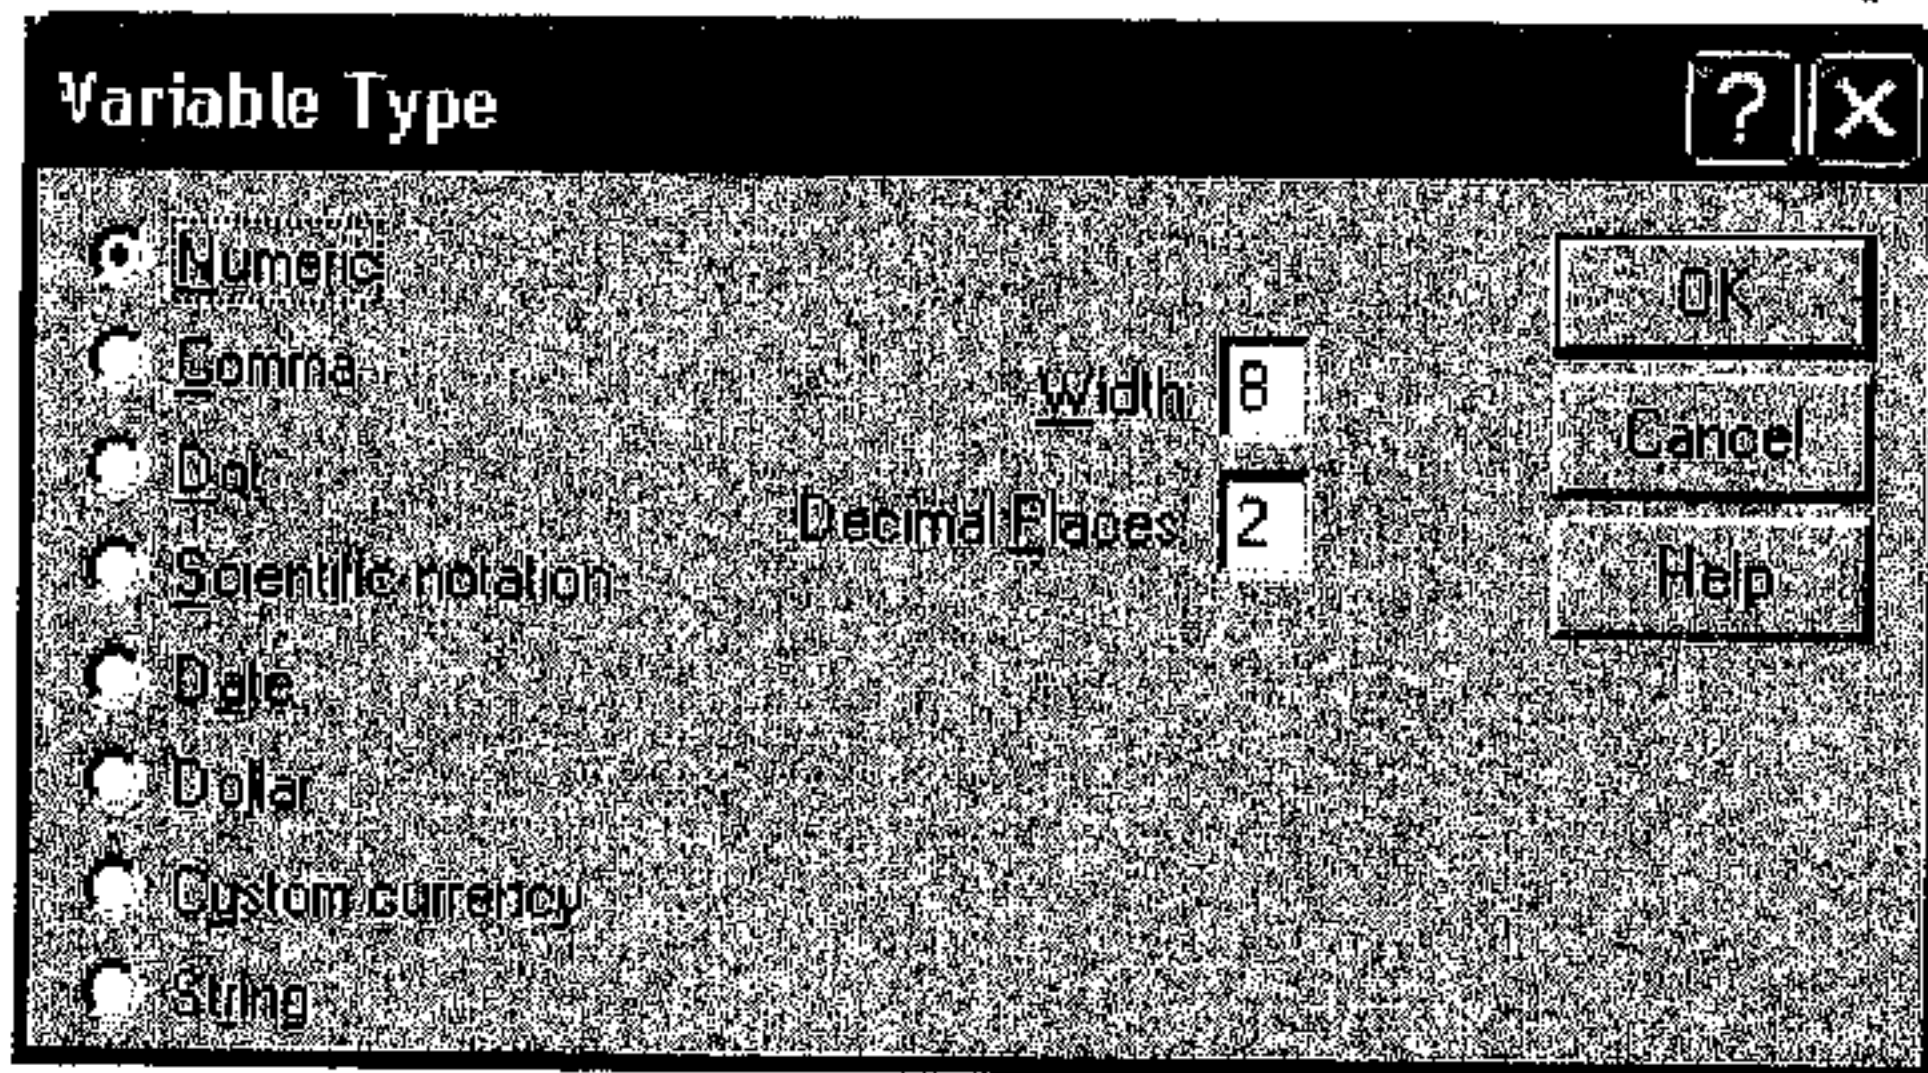 Variable Type
Numeric
Comma
Dot
Scientific notation
Date
Dollar
Custom currency
String
Width:
8
Decimal Places:
2
OK
Cancel
Help